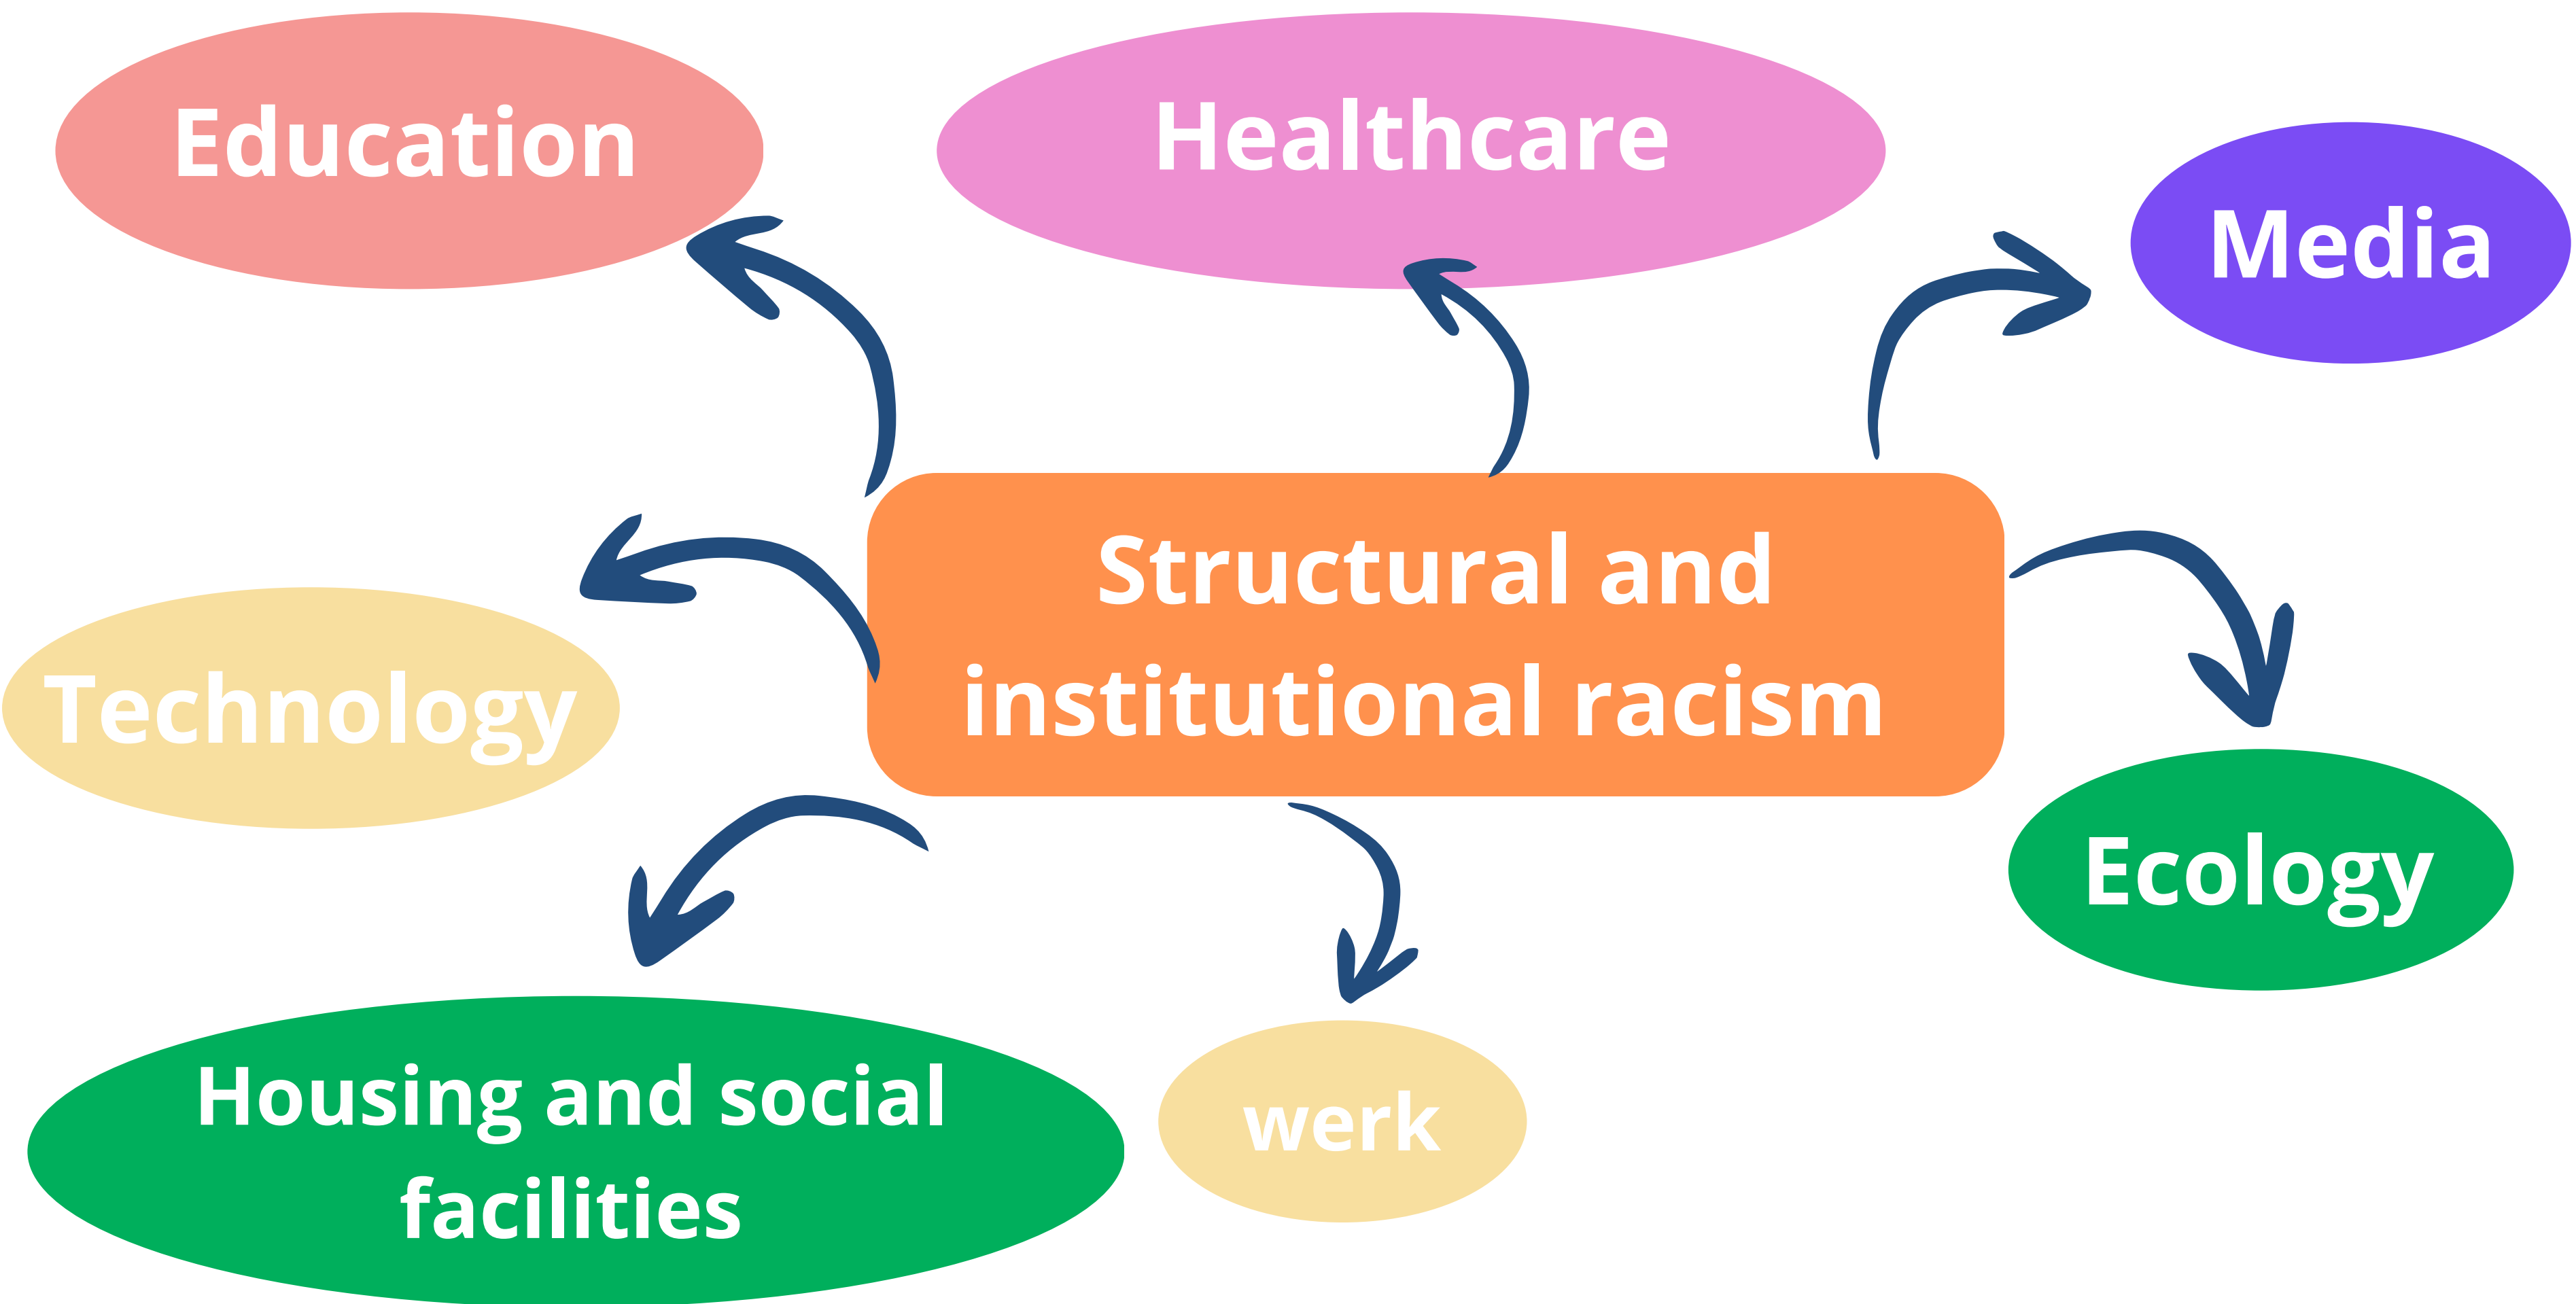 Education
Healthcare
Media
Structural and
institutional racism
Technology
Ecology
Housing and social
facilities
werk